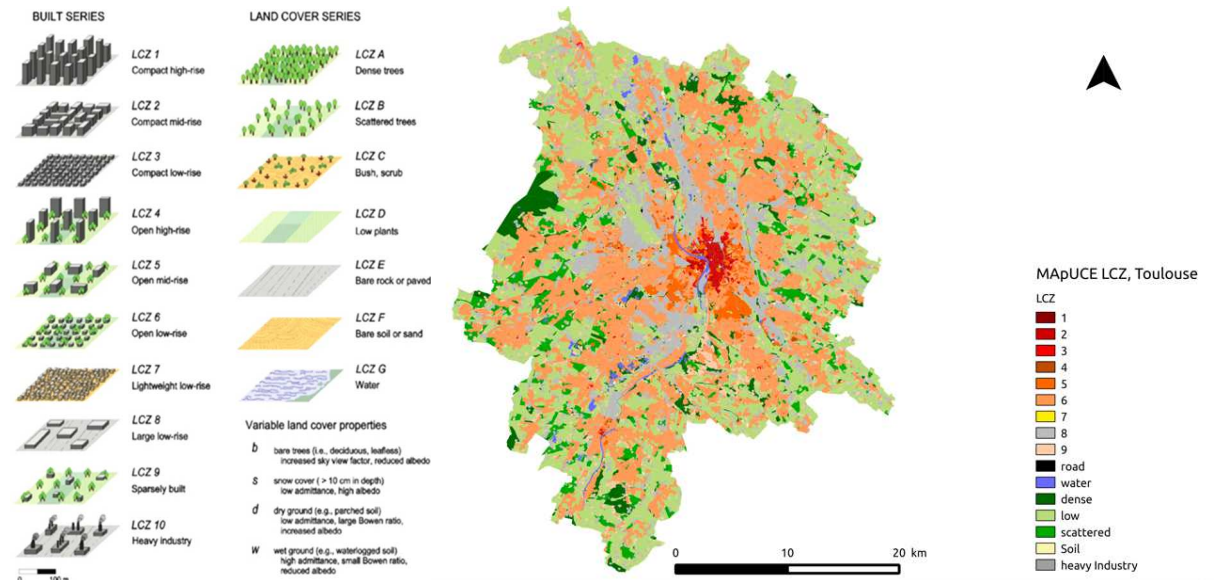 BUILT SERIES
LCZ 1
Compact high-rise
LCZ 2
Compact mid-rise
LCZ 3
Compact low-rise
LCZ 4
Open high-rise
LCZ 5
Open mid-rise
LCZ 6
Open low-rise
LCZ 7
Lightweight low-rise
LCZ 8
Large low-rise
LCZ 9
Sparsely built
LCZ 10
Heavy industry
0 100 m
LAND COVER SERIES
LCZ A
Dense trees
LCZ B
Scattered trees
LCZ C
Bush, scrub
LCZ D
Low plants
LCZ E
Bare rock or paved
LCZ F
Bare soil or sand
LCZ G
Water
Variable land cover properties
b bare trees (i.e., deciduous, leafless)
increased sky view factor, reduced albedo
s snow cover ( > 10 cm in depth)
low admittance, high albedo
d dry ground (e.g., parched soil)
low admittance, large Bowen ratio,
increased albedo
w wet ground (e.g., waterlogged soil)
high admittance, small Bowen ratio,
reduced albedo
0 10 20 km
MApUCE LCZ, Toulouse
LCZ
1
2
3
4
5
6
7
8
9
road
water
dense
low
scattered
Soil
heavy Industry